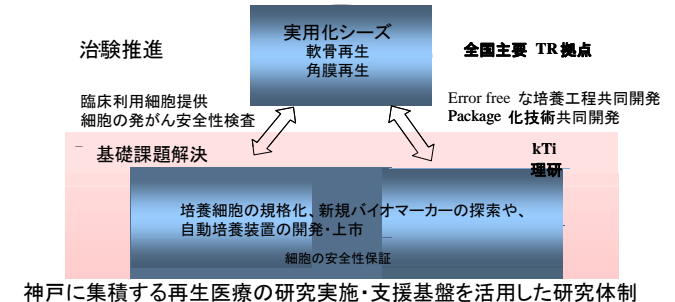 実用化シーズ
治験推進
軟骨再生
全国主要 TR拠点
角膜再生
臨床利用細胞提供
細胞の発がん安全性検査
Error free な培養工程共同開発
Package 化技術共同開発
基礎課題解決
kTi
理研
培養細胞の規格化、新規バイオマーカーの探索や、
自動培養装置の開発・上市
細胞の安全性保証
神戸に集積する再生医療の研究実施・支援基盤を活用した研究体制